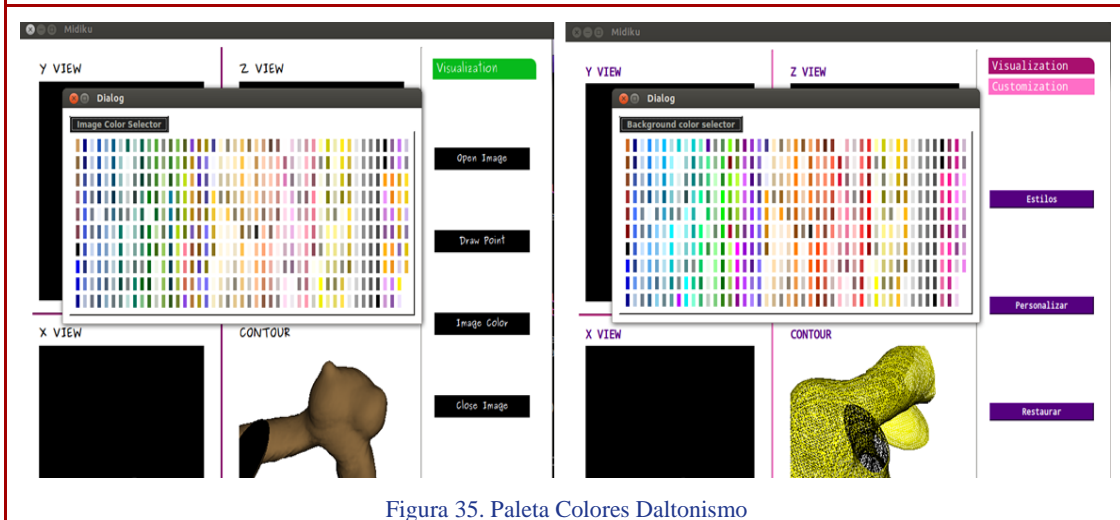 Midiku
Y VIEW
Z VIEW
Visualization
Dialog
Image Color Selector
Open Image
Draw Point
Image Color
Close Image
X VIEW
CONTOUR
Midiku
Y VIEW
Z VIEW
Visualization
Customization
Dialog
Background color selector
Estilos
Personalizar
Restaurar
X VIEW
CONTOUR
Figura 35. Paleta Colores Daltonismo